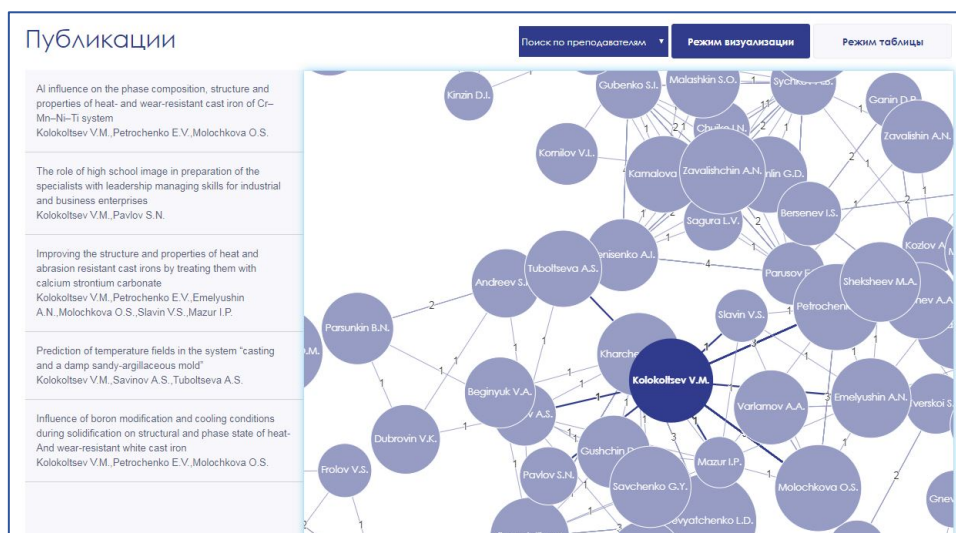 Публикации
Поиск по преподавателям
Режим визуализации
Режим таблицы
Al influence on the phase composition, structure and
properties of heat- and wear-resistant cast iron of Cr–
Mn–Ni–Ti system
Kolokoltsev V.M.,Petrochenko E.V.,Molochkova O.S.
The role of high school image in preparation of the
specialists with leadership managing skills for industrial
and business enterprises
Kolokoltsev V.M.,Pavlov S.N.
Improving the structure and properties of heat and
abrasion resistant cast irons by treating them with
calcium strontium carbonate
Kolokoltsev V.M.,Petrochenko E.V.,Emelyushin
A.N.,Molochkova O.S.,Slavin V.S.,Mazur I.P.
Prediction of temperature fields in the system “casting
and a damp sandy-argillaceous mold”
Kolokoltsev V.M.,Savinov A.S.,Tuboltseva A.S.
Influence of boron modification and cooling conditions
during solidification on structural and phase state of heat-
And wear-resistant white cast iron
Kolokoltsev V.M.,Petrochenko E.V.,Molochkova O.S.
Kinzin D.I.
Gubenko S.I.
Malashkin S.O.
Ganin D.R.
Zavalishin A.N.
Kornilov V.L.
Kamalova
Zavalishchin A.N.
Bersenev I.S.
Sagura L.V.
Kozlov A
Tuboltseva A.S.
enisenko A.I.
Andreev S.
Parusov
Sheksheev M.A.
Petrochen
Slavin V.S.
Parsunkin B.N.
Kharche
Kolokoltsev V.M.
Beginyuk V.A.
Varlamov A.A.
Emelyushin A.N.
Dubrovin V.K.
Gushchin
Mazur I.P.
Frolov V.S.
Pavlov S.N.
Savchenko G.Y.
Molochkova O.S.
Gnev
evyatchenko L.D.